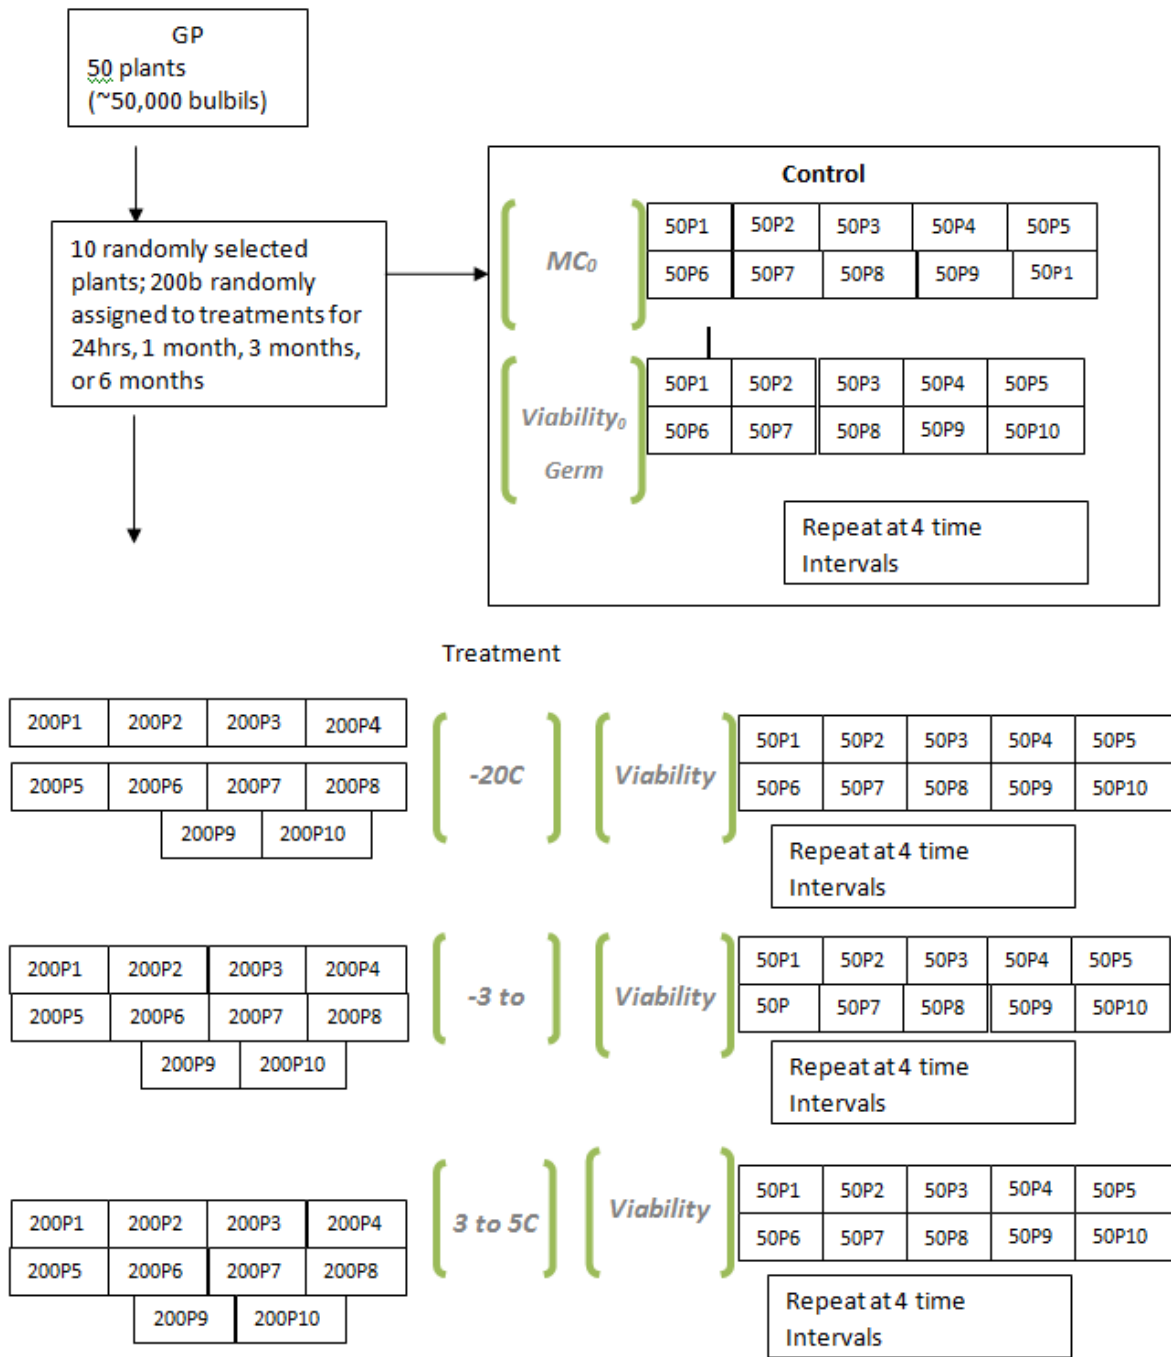 GP
50 plants
(~50,000 bulbils)
10 randomly selected
plants; 200b randomly
assigned to treatments for
24hrs, 1 month, 3 months,
or 6 months
Control
MC₀
50P1 50P2 50P3 50P4 50P5
50P6 50P7 50P8 50P9 50P1
Viability₀
Germ
50P1 50P2 50P3 50P4 50P5
50P6 50P7 50P8 50P9 50P10
Repeat at 4 time
Intervals
Treatment
200P1 200P2 200P3 200P4
200P5 200P6 200P7 200P8
200P9 200P10
-20C
Viability
50P1 50P2 50P3 50P4 50P5
50P6 50P7 50P8 50P9 50P10
Repeat at 4 time
Intervals
200P1 200P2 200P3 200P4
200P5 200P6 200P7 200P8
200P9 200P10
-3 to
Viability
50P1 50P2 50P3 50P4 50P5
50P 50P7 50P8 50P9 50P10
Repeat at 4 time
Intervals
200P1 200P2 200P3 200P4
200P5 200P6 200P7 200P8
200P9 200P10
3 to 5C
Viability
50P1 50P2 50P3 50P4 50P5
50P6 50P7 50P8 50P9 50P10
Repeat at 4 time
Intervals